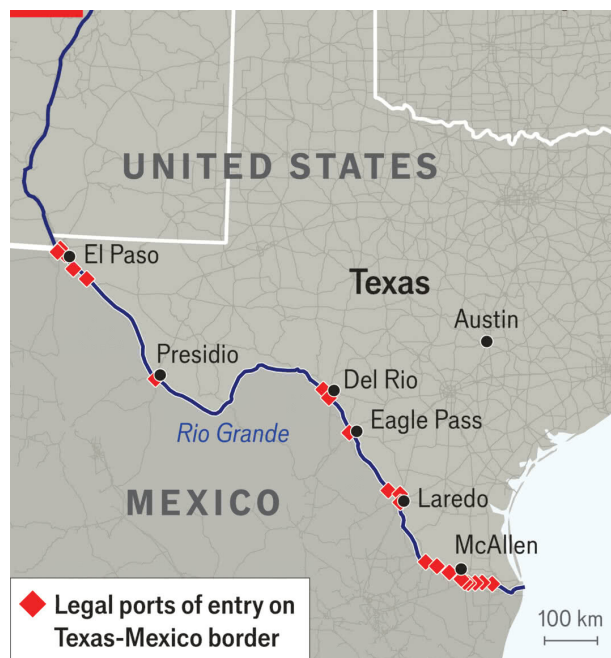 UNITED STATES
El Paso
Texas
Austin
Presidio
Del Rio
Rio Grande
Eagle Pass
MEXICO
Laredo
McAllen
Legal ports of entry on
Texas-Mexico border
100 km